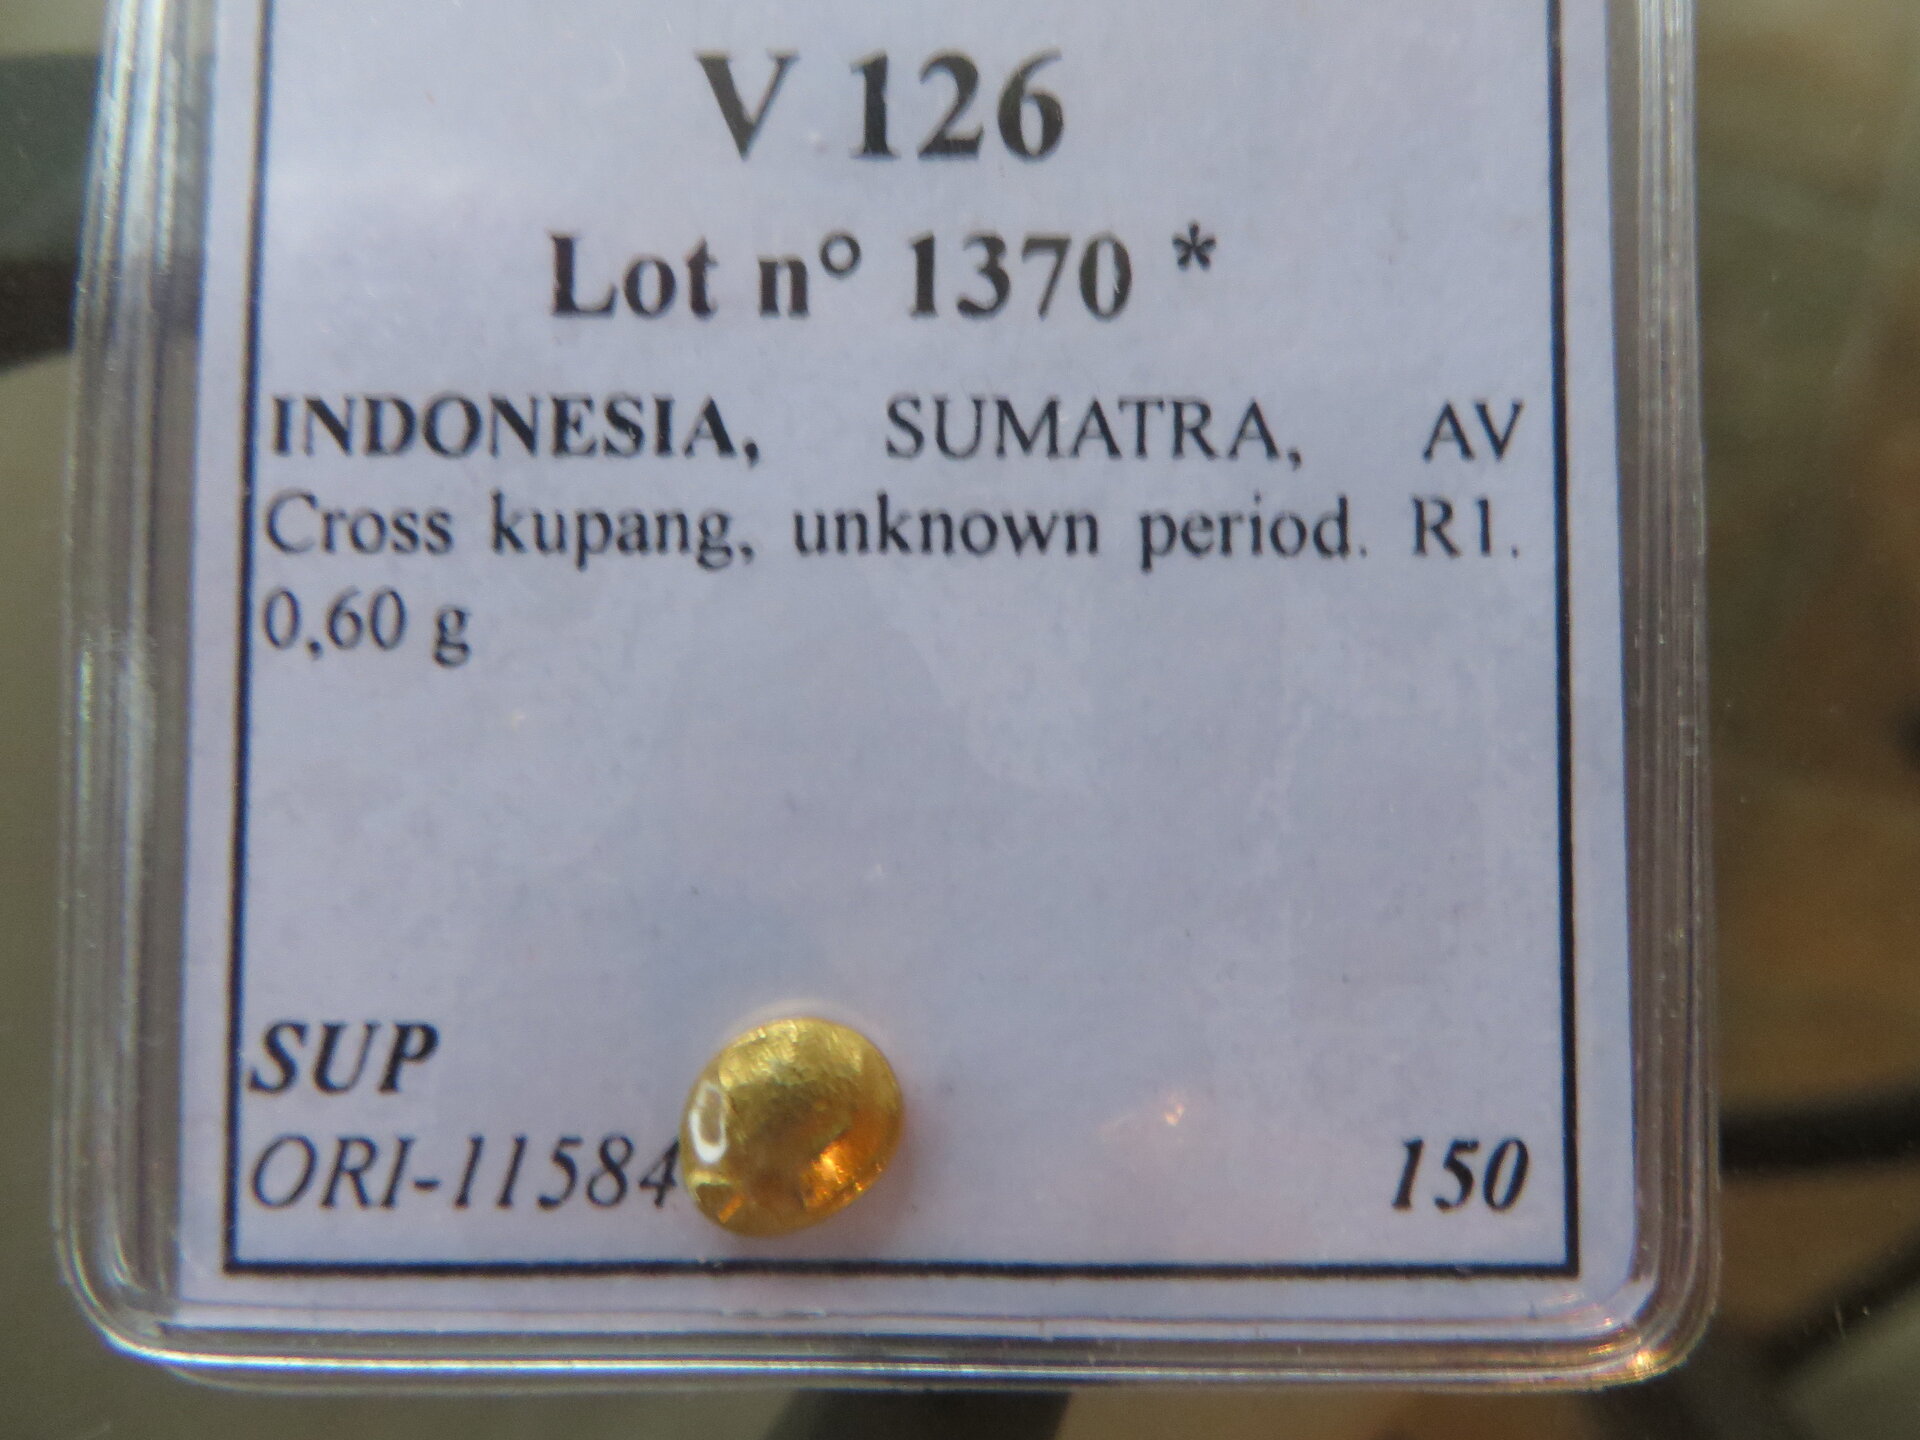 V 126
Lot n° 1370 *
INDONESIA, SUMATRA, AV
Cross kupang, unknown period. R1.
0,60 g
SUP
ORI-11584
150